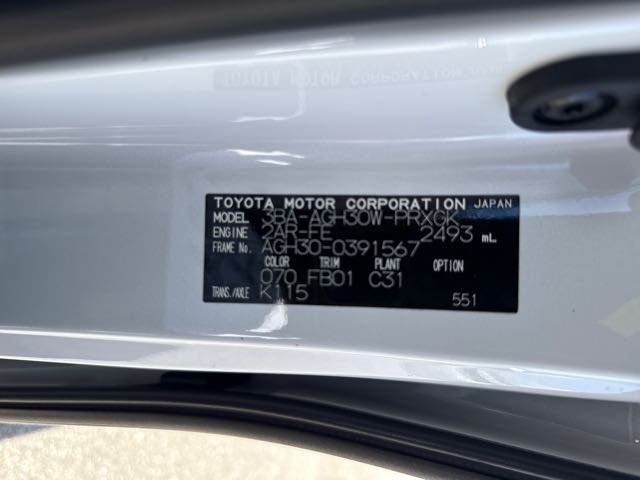 TOYOTA MOTOR CORPORATION JAPAN
MODEL 3BA-AGH30W-PRXGK
ENGINE 2AR-FE 2493 mL
FRAME No. AGH30-0391567
COLOR TRIM PLANT OPTION
070 FB01 C31
TRANS./AXLE K115
551